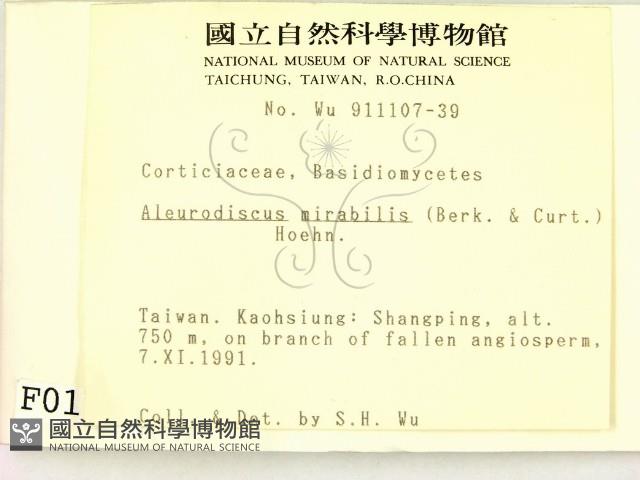 國立自然科學博物館
NATIONAL MUSEUM OF NATURAL SCIENCE
TAICHUNG, TAIWAN, R.O.CHINA
No. Wu 911107-39
Corticiaceae, Basidiomycetes
Aleurodiscus mirabilis (Berk. & Curt.)
Hoehn.
Taiwan. Kaohsiung: Shangping, alt.
750 m, on branch of fallen angiosperm,
7.XI.1991.
F01
Coll. & Det. by S.H. Wu
國立自然科學博物館
NATIONAL MUSEUM OF NATURAL SCIENCE